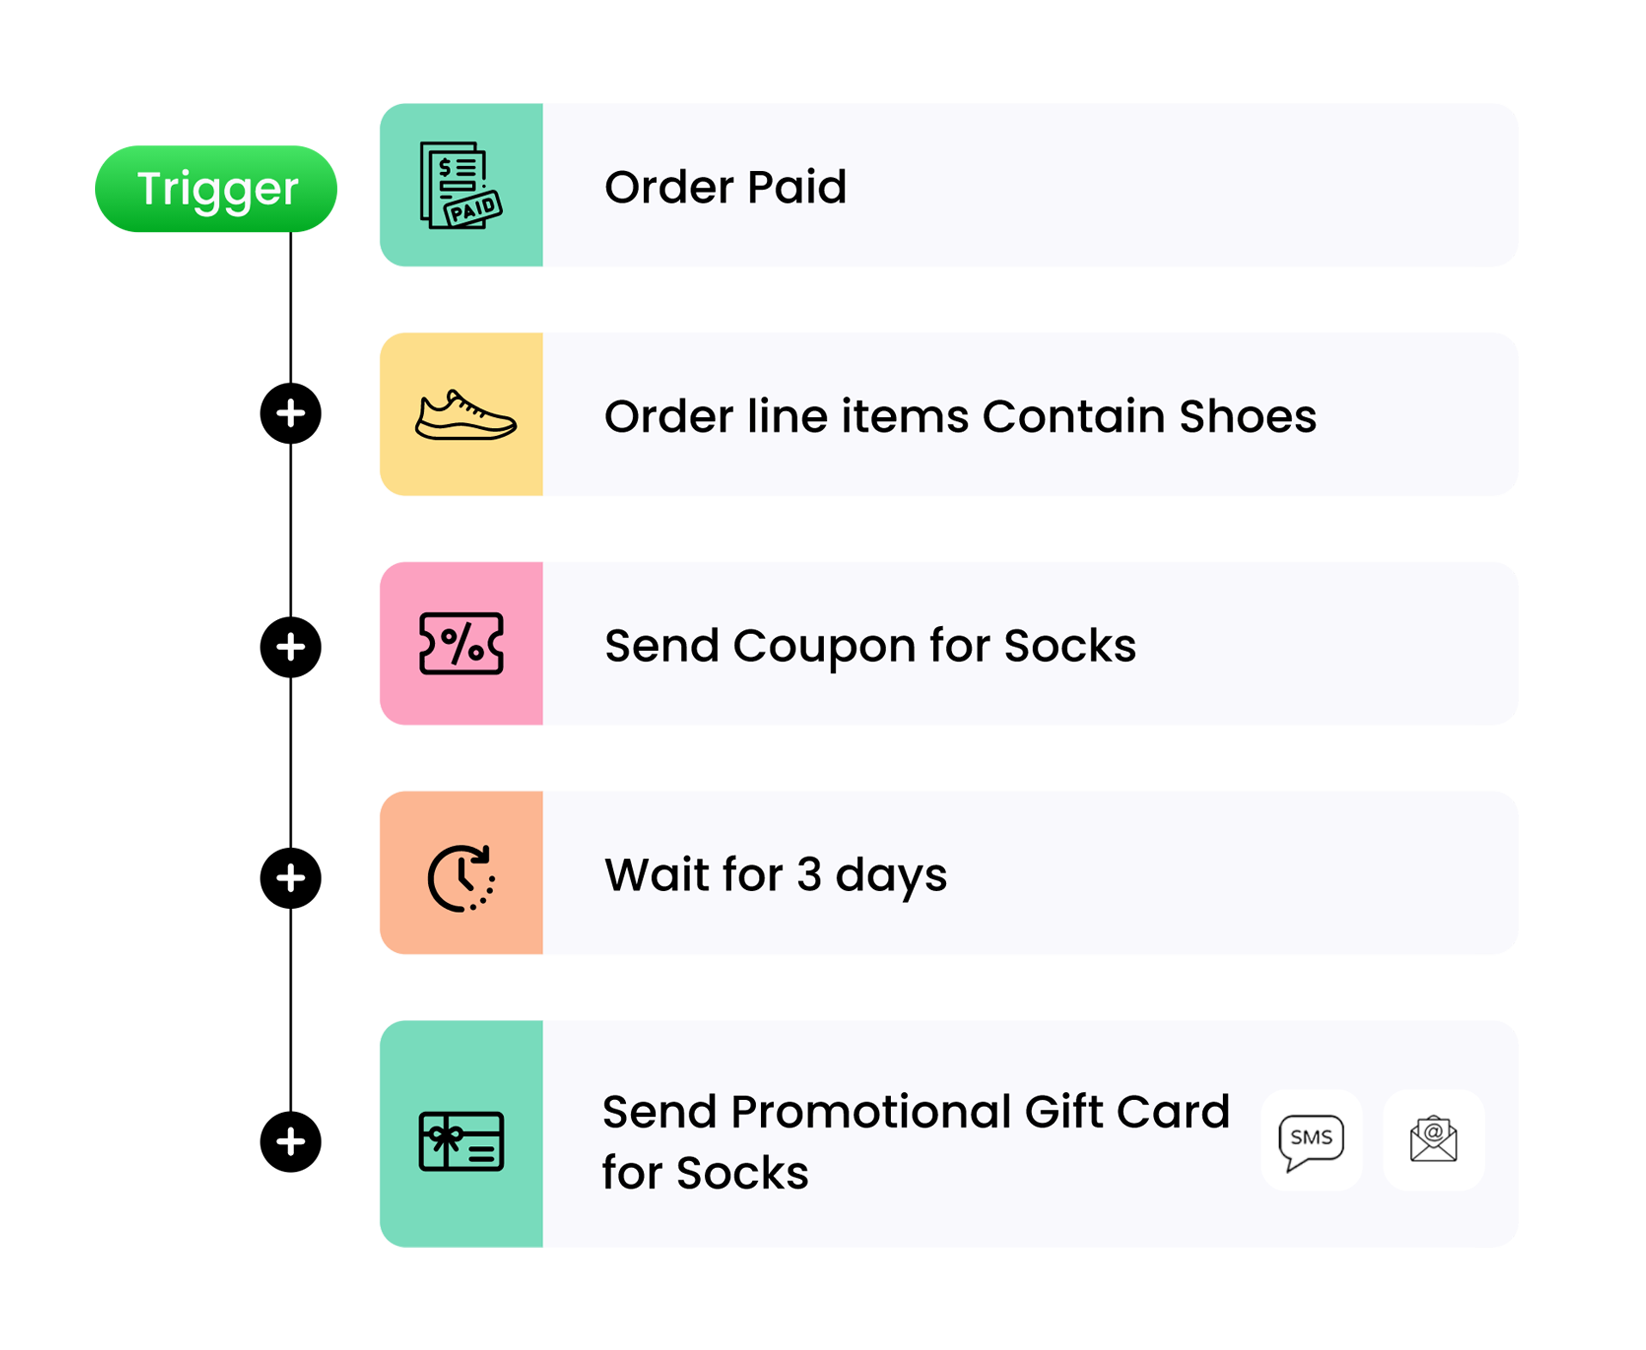 Trigger
$
PAID
Order Paid
Order line items Contain Shoes
%
Send Coupon for Socks
Wait for 3 days
Send Promotional Gift Card
for Socks
SMS
@